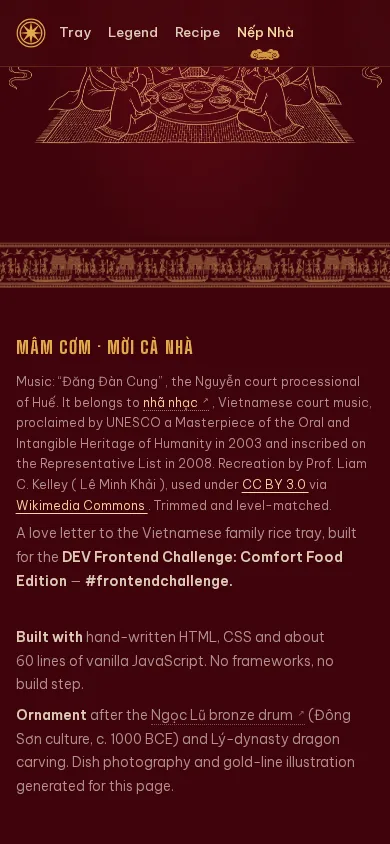 Tray Legend Recipe Nếp Nhà
MÂM CƠM · MỜI CẢ NHÀ
Music: “Đăng Đàn Cung” , the Nguyễn court processional
of Huế. It belongs to nhã nhạc ↗ , Vietnamese court music,
proclaimed by UNESCO a Masterpiece of the Oral and
Intangible Heritage of Humanity in 2003 and inscribed on
the Representative List in 2008. Recreation by Prof. Liam
C. Kelley ( Lê Minh Khải ), used under CC BY 3.0 via
Wikimedia Commons . Trimmed and level-matched.
A love letter to the Vietnamese family rice tray, built
for the DEV Frontend Challenge: Comfort Food
Edition — #frontendchallenge.
Built with hand-written HTML, CSS and about
60 lines of vanilla JavaScript. No frameworks, no
build step.
Ornament after the Ngọc Lũ bronze drum ↗ (Đông
Sơn culture, c. 1000 BCE) and Lý-dynasty dragon
carving. Dish photography and gold-line illustration
generated for this page.